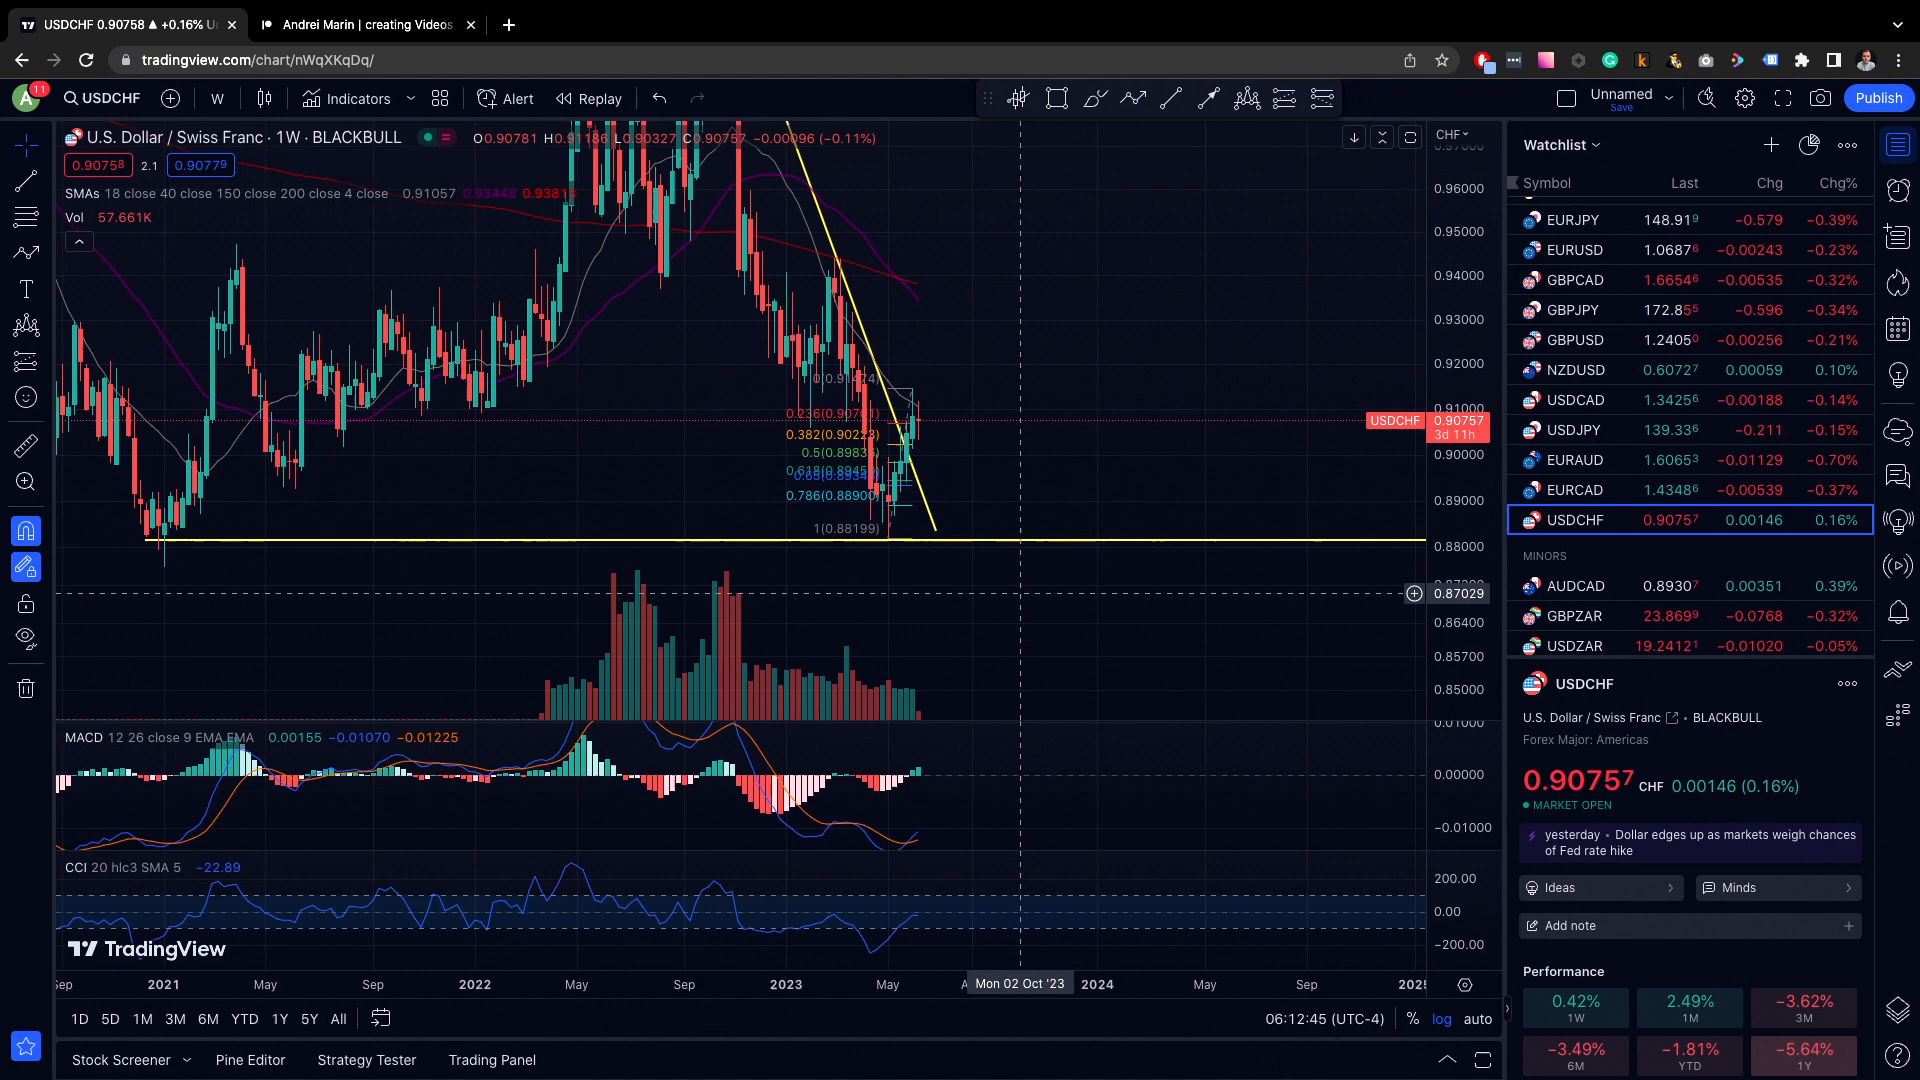 USDCHF 0.90758 ▲ +0.16% Un
Andrei Marin | creating Videos
tradingview.com/chart/nWqXKqDq/
A 11 USDCHF W Indicators Alert Replay
Unnamed
Save
Publish
U.S. Dollar / Swiss Franc · 1W · BLACKBULL O0.90781 H0.91186 L0.90327 C0.90757 −0.00096 (−0.11%)
0.90758 2.1 0.90779
SMAs 18 close 40 close 150 close 200 close 4 close 0.91057 0.93448
Vol 57.661K
0.236
0.382(0.90223)
0.786(0.88900)
1(0.88199)
CHF
0.97000
0.96000
0.95000
0.94000
0.93000
0.92000
0.91000
USDCHF 0.90757
3d 11h
0.90000
0.89000
0.88000
0.87029
0.86400
0.85700
0.85000
MACD 12 26 close 9 EMA EMA 0.00155 −0.01070 −0.01225
0.01000
0.00000
−0.01000
CCI 20 hlc3 SMA 5 −22.89
200.00
0.00
−200.00
TradingView
Sep 2021 May Sep 2022 May Sep 2023 May A Mon 02 Oct '23 2024 May Sep 2025
1D 5D 1M 3M 6M YTD 1Y 5Y All
06:12:45 (UTC-4) % log auto
Stock Screener Pine Editor Strategy Tester Trading Panel
Watchlist
Symbol Last Chg Chg%
EURJPY 148.919 −0.579 −0.39%
EURUSD 1.06876 −0.00243 −0.23%
GBPCAD 1.66546 −0.00535 −0.32%
GBPJPY 172.855 −0.596 −0.34%
GBPUSD 1.24050 −0.00256 −0.21%
NZDUSD 0.60727 0.00059 0.10%
USDCAD 1.34256 −0.00188 −0.14%
USDJPY 139.336 −0.211 −0.15%
EURAUD 1.60653 −0.01129 −0.70%
EURCAD 1.43486 −0.00539 −0.37%
USDCHF 0.90757 0.00146 0.16%
MINORS
AUDCAD 0.89307 0.00351 0.39%
GBPZAR 23.8699 −0.0768 −0.32%
USDZAR 19.24121 −0.01020 −0.05%
USDCHF
U.S. Dollar / Swiss Franc • BLACKBULL
Forex Major: Americas
0.90757 CHF 0.00146 (0.16%)
MARKET OPEN
yesterday • Dollar edges up as markets weigh chances
of Fed rate hike
Ideas Minds
Add note
Performance
0.42% 2.49% −3.62%
1W 1M 3M
−3.49% −1.81% −5.64%
6M YTD 1Y